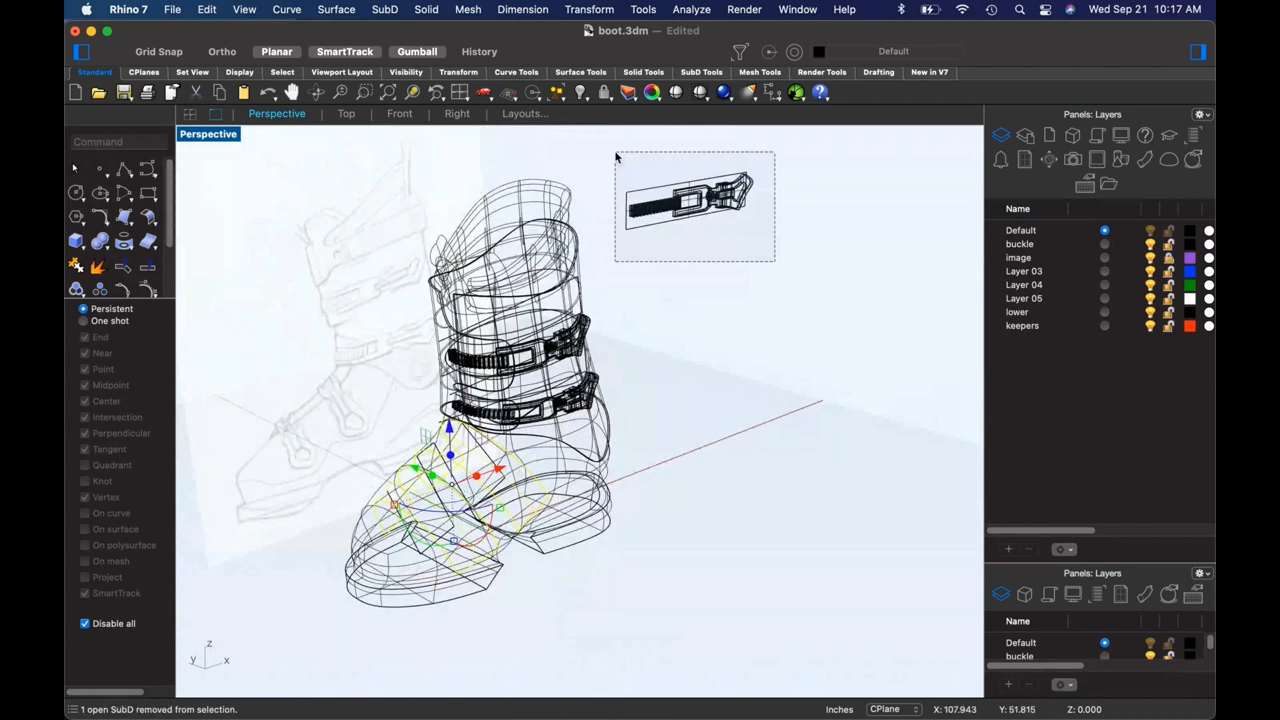 Rhino 7 File Edit View Curve Surface SubD Solid Mesh Dimension Transform Tools Analyze Render Window Help Wed Sep 21 10:17 AM
boot.3dm — Edited
Grid Snap Ortho Planar SmartTrack Gumball History Default
Standard CPlanes Set View Display Select Viewport Layout Visibility Transform Curve Tools Surface Tools Solid Tools SubD Tools Mesh Tools Render Tools Drafting New in V7
Perspective Top Front Right Layouts... Panels: Layers
Perspective
Command
Name
Default
buckle
image
Layer 03
Layer 04
Layer 05
lower
keepers
Persistent
One shot
End
Near
Point
Midpoint
Center
Intersection
Perpendicular
Tangent
Quadrant
Knot
Vertex
On curve
On surface
On polysurface
On mesh
Project
SmartTrack
Disable all
Panels: Layers
Name
Default
buckle
z
y x
1 open SubD removed from selection. Inches CPlane X: 107.943 Y: 51.815 Z: 0.000